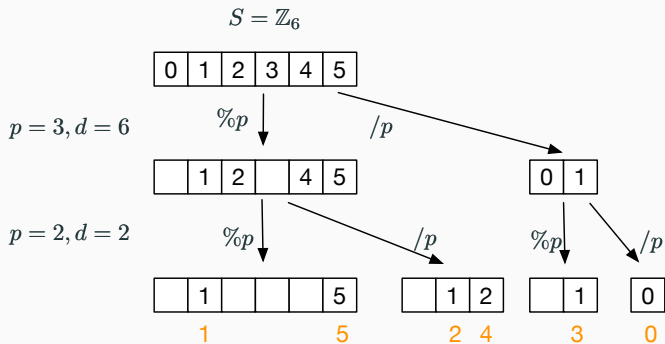 S = ℤ₆
0 1 2 3 4 5
p = 3, d = 6
%p
/p
1 2 4 5
0 1
p = 2, d = 2
%p
/p
%p
/p
1 5
1 2
1
0
1 5 2 4 3 0